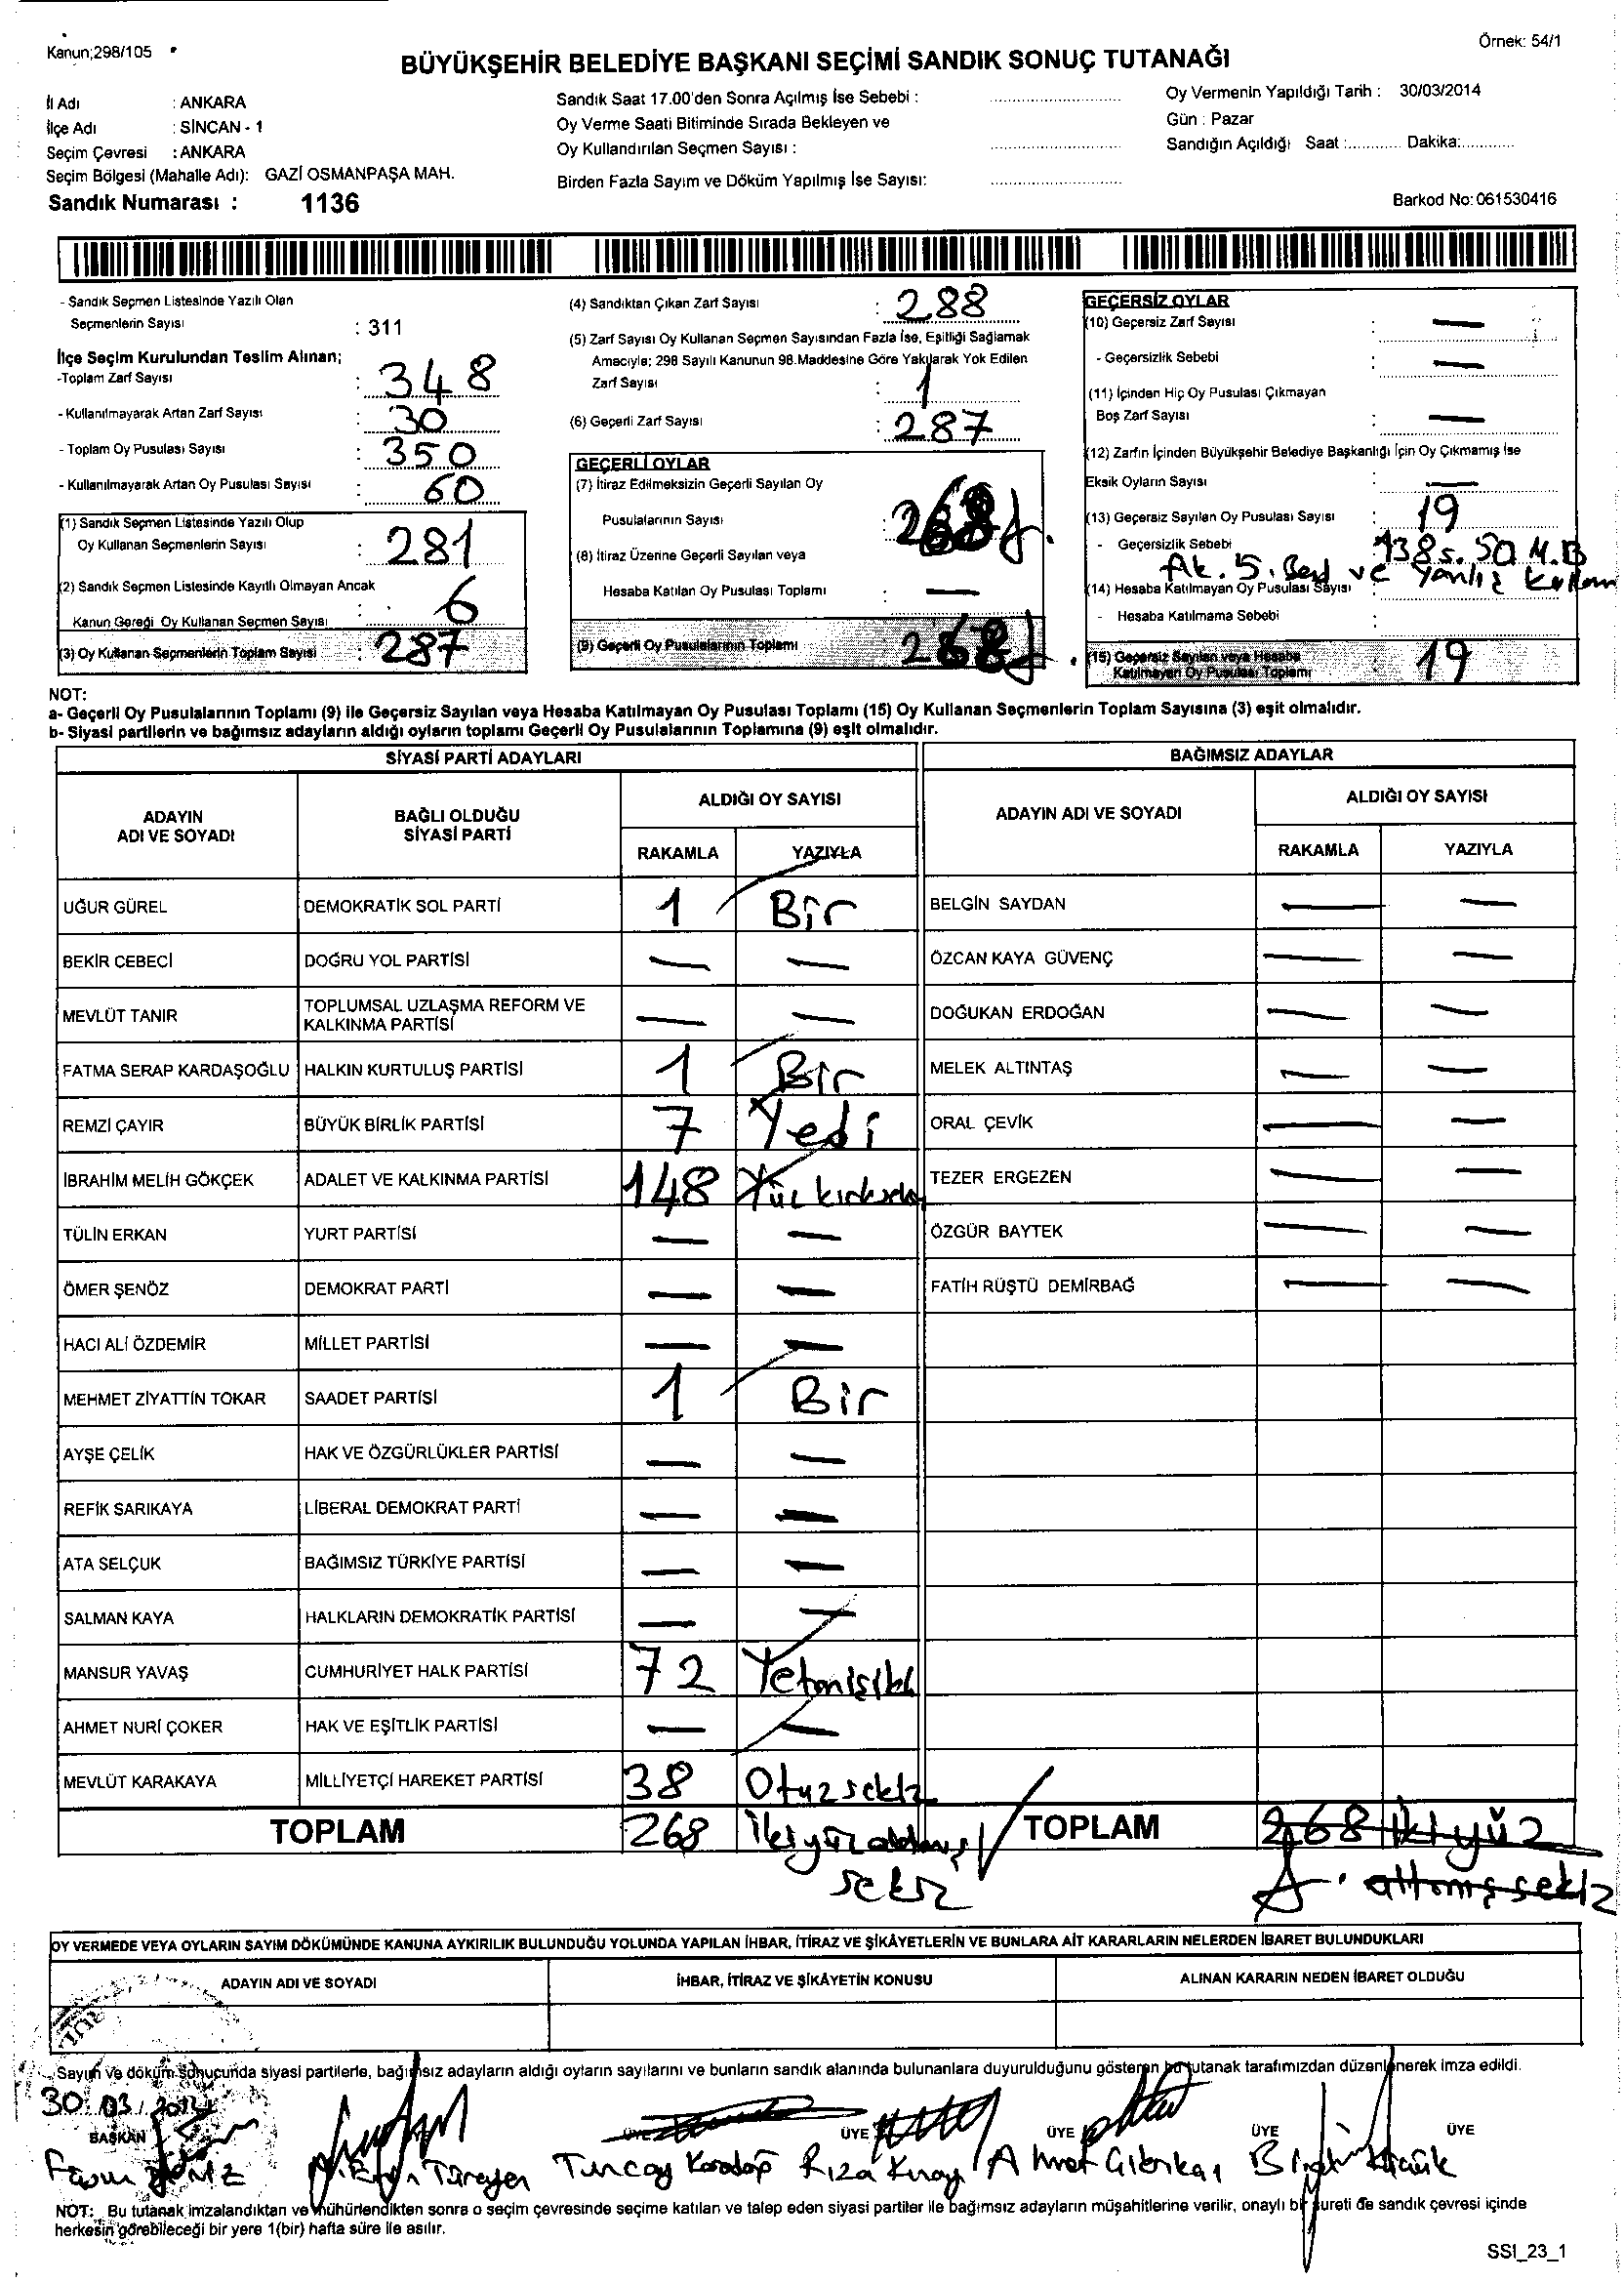 Kanun;298/105
Örnek: 54/1
BÜYÜKŞEHİR BELEDİYE BAŞKANI SEÇİMİ SANDIK SONUÇ TUTANAĞI
İl Adı : ANKARA
İlçe Adı : SİNCAN - 1
Seçim Çevresi : ANKARA
Seçim Bölgesi (Mahalle Adı): GAZİ OSMANPAŞA MAH.
Sandık Numarası : 1136
Sandık Saat 17.00'den Sonra Açılmış İse Sebebi :
Oy Verme Saati Bitiminde Sırada Bekleyen ve
Oy Kullandırılan Seçmen Sayısı :
Birden Fazla Sayım ve Döküm Yapılmış İse Sayısı:
Oy Vermenin Yapıldığı Tarih : 30/03/2014
Gün : Pazar
Sandığın Açıldığı Saat :............ Dakika:............
Barkod No:061530416
- Sandık Seçmen Listesinde Yazılı Olan
Seçmenlerin Sayısı : 311
İlçe Seçim Kurulundan Teslim Alınan;
-Toplam Zarf Sayısı : 348
- Kullanılmayarak Artan Zarf Sayısı : 30
- Toplam Oy Pusulası Sayısı : 350
- Kullanılmayarak Artan Oy Pusulası Sayısı : 60
(1) Sandık Seçmen Listesinde Yazılı Olup
Oy Kullanan Seçmenlerin Sayısı : 281
(2) Sandık Seçmen Listesinde Kayıtlı Olmayan Ancak
Kanun Gereği Oy Kullanan Seçmen Sayısı : 6
(3) Oy Kullanan Seçmenlerin Toplam Sayısı : 287
(4) Sandıktan Çıkan Zarf Sayısı : 288
(5) Zarf Sayısı Oy Kullanan Seçmen Sayısından Fazla İse, Eşitliği Sağlamak
Amacıyla; 298 Sayılı Kanunun 98.Maddesine Göre Yakılarak Yok Edilen
Zarf Sayısı : 1
(6) Geçerli Zarf Sayısı : 287
GEÇERLİ OYLAR
(7) İtiraz Edilmeksizin Geçerli Sayılan Oy
Pusulalarının Sayısı : 268
(8) İtiraz Üzerine Geçerli Sayılan veya
Hesaba Katılan Oy Pusulası Toplamı : —
(9) Geçerli Oy Pusulalarının Toplamı 268
GEÇERSİZ OYLAR
(10) Geçersiz Zarf Sayısı : —
- Geçersizlik Sebebi : —
(11) İçinden Hiç Oy Pusulası Çıkmayan
Boş Zarf Sayısı : —
(12) Zarfın İçinden Büyükşehir Belediye Başkanlığı İçin Oy Çıkmamış İse
Eksik Oyların Sayısı : —
(13) Geçersiz Sayılan Oy Pusulası Sayısı : 19
- Geçersizlik Sebebi
(14) Hesaba Katılmayan Oy Pusulası Sayısı
- Hesaba Katılmama Sebebi :
(15) Geçersiz Sayılan veya Hesaba
Katılmayan Oy Pusulası Toplamı 19
NOT:
a- Geçerli Oy Pusulalarının Toplamı (9) ile Geçersiz Sayılan veya Hesaba Katılmayan Oy Pusulası Toplamı (15) Oy Kullanan Seçmenlerin Toplam Sayısına (3) eşit olmalıdır.
b- Siyasi partilerin ve bağımsız adayların aldığı oyların toplamı Geçerli Oy Pusulalarının Toplamına (9) eşit olmalıdır.
SİYASİ PARTİ ADAYLARI
ADAYIN
ADI VE SOYADI
BAĞLI OLDUĞU
SİYASİ PARTİ
ALDIĞI OY SAYISI
RAKAMLA YAZIYLA
UĞUR GÜREL DEMOKRATİK SOL PARTİ 1 Bir
BEKİR CEBECİ DOĞRU YOL PARTİSİ — —
MEVLÜT TANIR TOPLUMSAL UZLAŞMA REFORM VE
KALKINMA PARTİSİ — —
FATMA SERAP KARDAŞOĞLU HALKIN KURTULUŞ PARTİSİ 1 Bir
REMZİ ÇAYIR BÜYÜK BİRLİK PARTİSİ 7 Yedi
İBRAHİM MELİH GÖKÇEK ADALET VE KALKINMA PARTİSİ 148
TÜLİN ERKAN YURT PARTİSİ — —
ÖMER ŞENÖZ DEMOKRAT PARTİ — —
HACI ALİ ÖZDEMİR MİLLET PARTİSİ — —
MEHMET ZİYATTİN TOKAR SAADET PARTİSİ 1 Bir
AYŞE ÇELİK HAK VE ÖZGÜRLÜKLER PARTİSİ — —
REFİK SARIKAYA LİBERAL DEMOKRAT PARTİ — —
ATA SELÇUK BAĞIMSIZ TÜRKİYE PARTİSİ — —
SALMAN KAYA HALKLARIN DEMOKRATİK PARTİSİ — —
MANSUR YAVAŞ CUMHURİYET HALK PARTİSİ 72
AHMET NURİ ÇOKER HAK VE EŞİTLİK PARTİSİ — —
MEVLÜT KARAKAYA MİLLİYETÇİ HAREKET PARTİSİ 38 Otuzsekiz
TOPLAM 268 İkiyüzaltmış
sekiz
BAĞIMSIZ ADAYLAR
ADAYIN ADI VE SOYADI
ALDIĞI OY SAYISI
RAKAMLA YAZIYLA
BELGİN SAYDAN — —
ÖZCAN KAYA GÜVENÇ — —
DOĞUKAN ERDOĞAN — —
MELEK ALTINTAŞ — —
ORAL ÇEVİK — —
TEZER ERGEZEN — —
ÖZGÜR BAYTEK — —
FATİH RÜŞTÜ DEMİRBAĞ — —
TOPLAM 268 İkiyüz
altmışsekiz
OY VERMEDE VEYA OYLARIN SAYIM DÖKÜMÜNDE KANUNA AYKIRILIK BULUNDUĞU YOLUNDA YAPILAN İHBAR, İTİRAZ VE ŞİKÂYETLERİN VE BUNLARA AİT KARARLARIN NELERDEN İBARET BULUNDUKLARI
ADAYIN ADI VE SOYADI İHBAR, İTİRAZ VE ŞİKÂYETİN KONUSU ALINAN KARARIN NEDEN İBARET OLDUĞU
Sayım ve döküm sonucunda siyasi partilerle, bağımsız adayların aldığı oyların sayılarını ve bunların sandık alanında bulunanlara duyurulduğunu gösteren bu tutanak tarafımızdan düzenlenerek imza edildi.
30.03.2014
BAŞKAN ÜYE ÜYE ÜYE ÜYE ÜYE
Tuncay Rıza Ahmet
NOT: Bu tutanak imzalandıktan ve mühürlendikten sonra o seçim çevresinde seçime katılan ve talep eden siyasi partiler ile bağımsız adayların müşahitlerine verilir, onaylı bir sureti de sandık çevresi içinde
herkesin görebileceği bir yere 1(bir) hafta süre ile asılır.
SSI_23_1